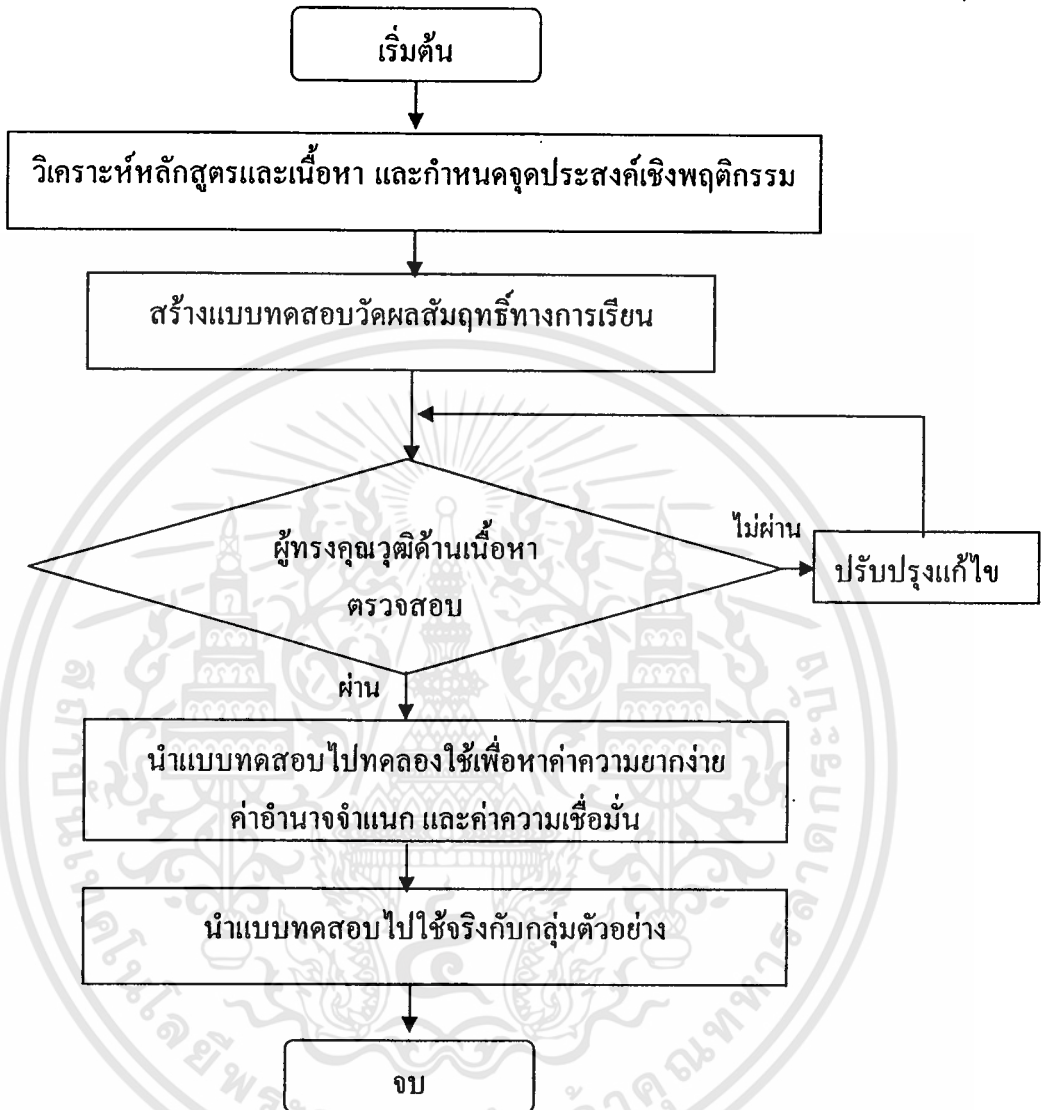 เริ่มต้น
วิเคราะห์หลักสูตรและเนื้อหา และกำหนดจุดประสงค์เชิงพฤติกรรม
สร้างแบบทดสอบวัดผลสัมฤทธิ์ทางการเรียน
ผู้ทรงคุณวุฒิด้านเนื้อหา
ตรวจสอบ
ไม่ผ่าน
ปรับปรุงแก้ไข
ผ่าน
นำแบบทดสอบไปทดลองใช้เพื่อหาค่าความยากง่าย
ค่าอำนาจจำแนก และค่าความเชื่อมั่น
นำแบบทดสอบไปใช้จริงกับกลุ่มตัวอย่าง
จบ